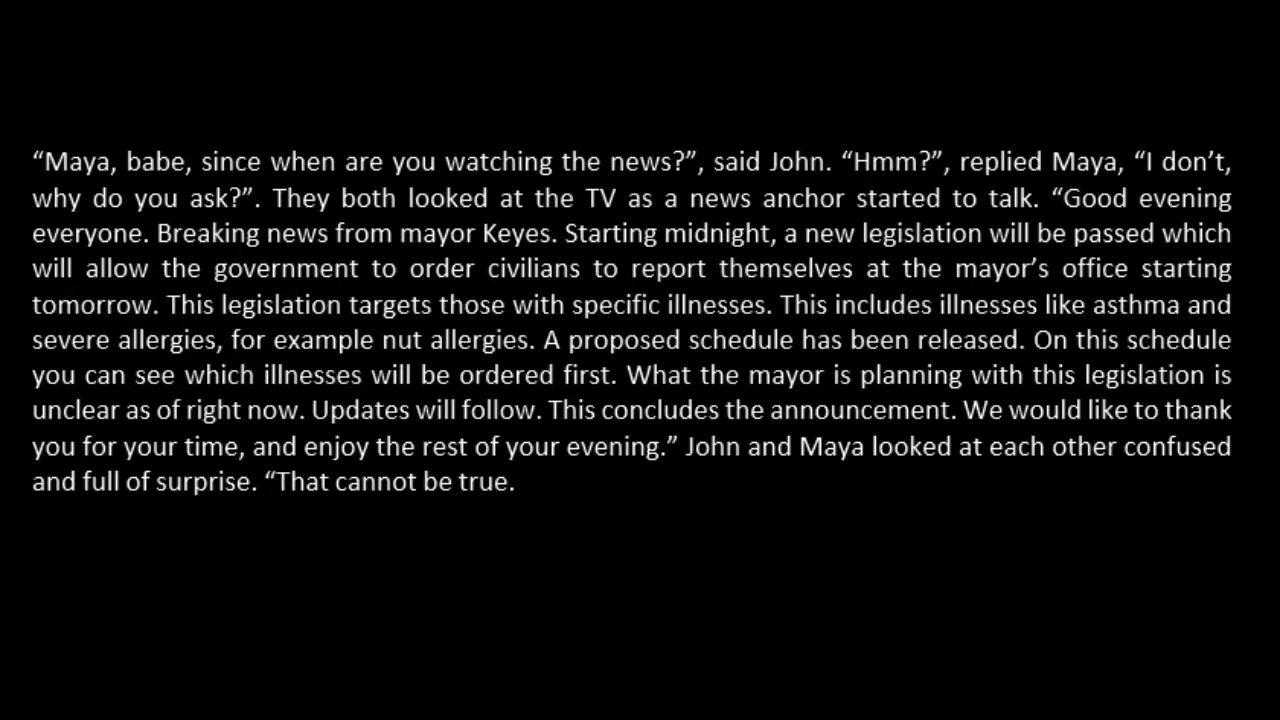 “Maya, babe, since when are you watching the news?”, said John. “Hmm?”, replied Maya, “I don’t,
why do you ask?”. They both looked at the TV as a news anchor started to talk. “Good evening
everyone. Breaking news from mayor Keyes. Starting midnight, a new legislation will be passed which
will allow the government to order civilians to report themselves at the mayor’s office starting
tomorrow. This legislation targets those with specific illnesses. This includes illnesses like asthma and
severe allergies, for example nut allergies. A proposed schedule has been released. On this schedule
you can see which illnesses will be ordered first. What the mayor is planning with this legislation is
unclear as of right now. Updates will follow. This concludes the announcement. We would like to thank
you for your time, and enjoy the rest of your evening.” John and Maya looked at each other confused
and full of surprise. “That cannot be true.